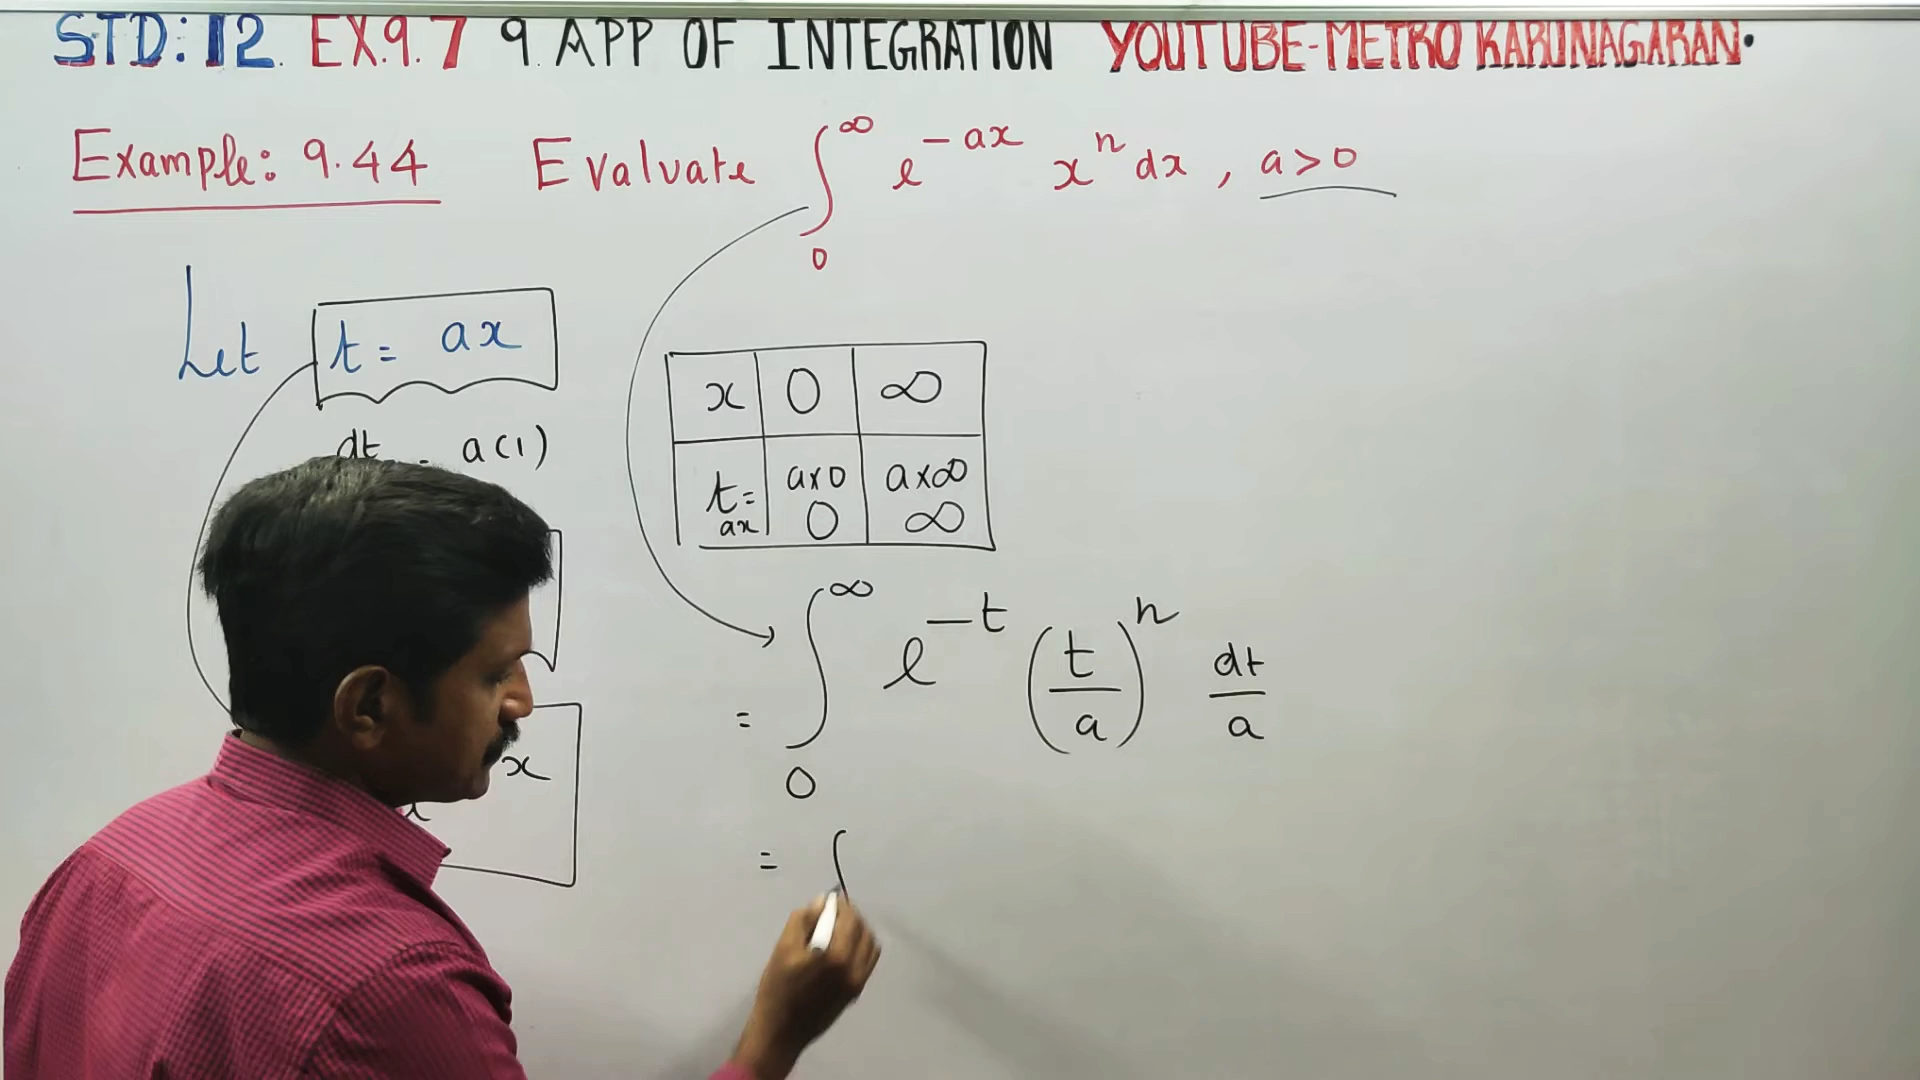 STD: 12. EX.9.7 9. APP OF INTEGRATION YOUTUBE-METRO KARUNAGARAN.
Example: 9.44 Evaluate ∫₀^∞ e^(-ax) x^n dx, a>0
Let t = ax
dt = a(1)
x 0 ∞
t= ax a×0 0 a×∞ ∞
= ∫₀^∞ e^(-t) (t/a)^n dt/a
x
= ∫